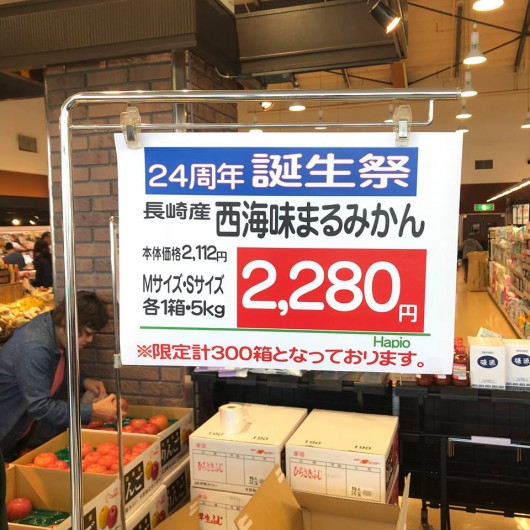 24周年 誕生祭
長崎産 西海味まるみかん
本体価格2,112円
Mサイズ・Sサイズ
各1箱・5kg
2,280円
Hapio
※限定計300箱となっております。
りんご